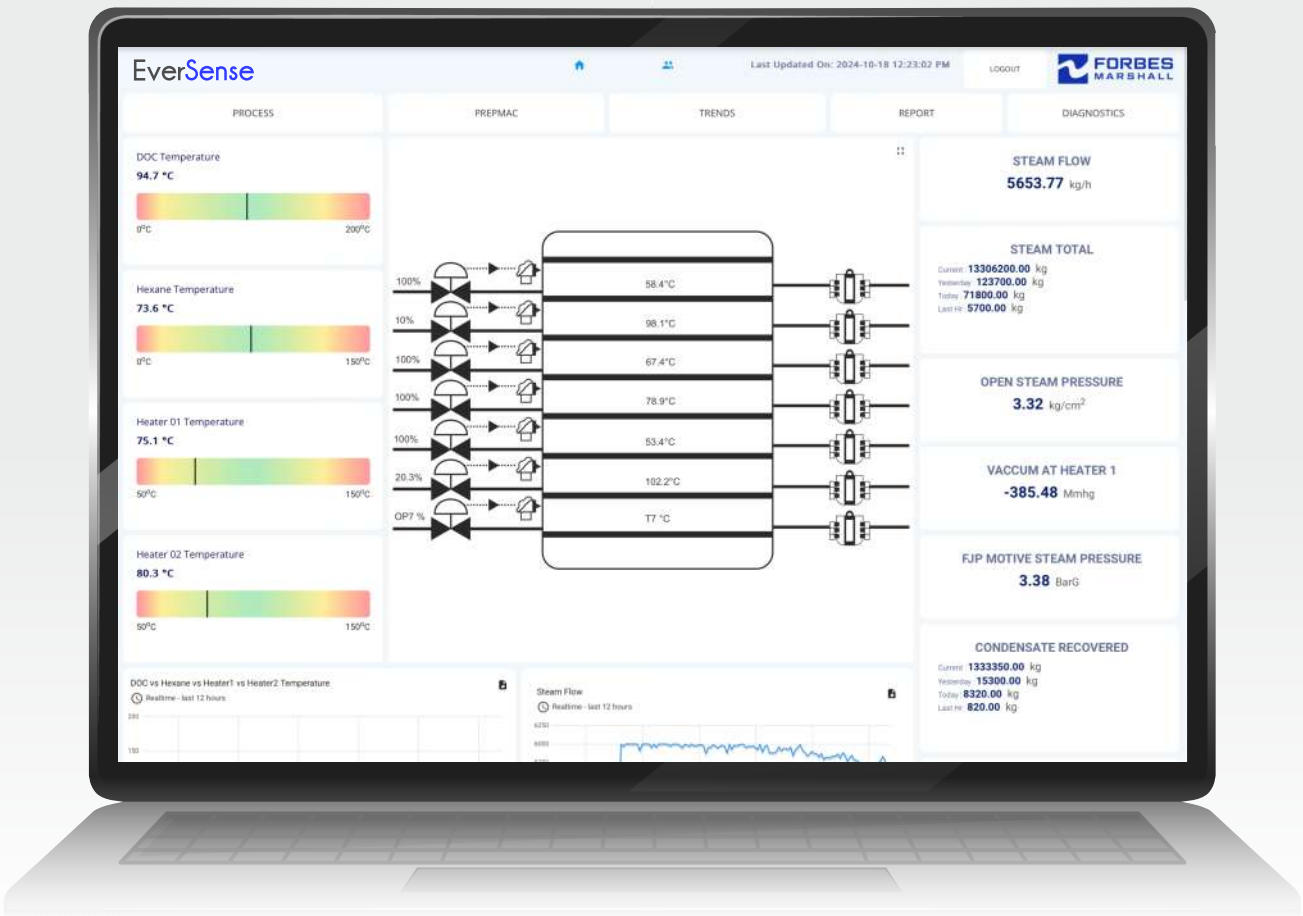 EverSense
Last Updated On: 2024-10-18 12:23:02 PM
LOGOUT
FORBES
MARSHALL
PROCESS
PREPMAC
TRENDS
REPORT
DIAGNOSTICS
DOC Temperature
94.7 °C
0°C
200°C
Hexane Temperature
73.6 °C
0°C
150°C
Heater 01 Temperature
75.1 °C
50°C
150°C
Heater 02 Temperature
80.3 °C
50°C
150°C
100%
58.4°C
10%
98.1°C
100%
67.4°C
100%
78.9°C
100%
53.4°C
20.3%
102.2°C
OP7 %
T7 °C
STEAM FLOW
5653.77 kg/h
STEAM TOTAL
Current 13306200.00 kg
Yesterday 123700.00 kg
Today 71800.00 kg
Last Hr 5700.00 kg
OPEN STEAM PRESSURE
3.32 kg/cm²
VACCUM AT HEATER 1
-385.48 Mmhg
FJP MOTIVE STEAM PRESSURE
3.38 BarG
CONDENSATE RECOVERED
Current 1333350.00 kg
Yesterday 15300.00 kg
Today 8320.00 kg
Last Hr 820.00 kg
DOC vs Hexane vs Heater1 vs Heater2 Temperature
Realtime - last 12 hours
200
150
Steam Flow
Realtime - last 12 hours
6250
6000